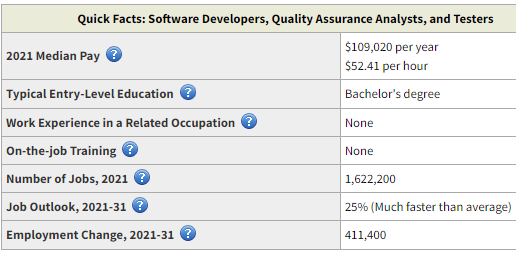 Quick Facts: Software Developers, Quality Assurance Analysts, and Testers
2021 Median Pay ? $109,020 per year
$52.41 per hour
Typical Entry-Level Education ? Bachelor's degree
Work Experience in a Related Occupation ? None
On-the-job Training ? None
Number of Jobs, 2021 ? 1,622,200
Job Outlook, 2021-31 ? 25% (Much faster than average)
Employment Change, 2021-31 ? 411,400